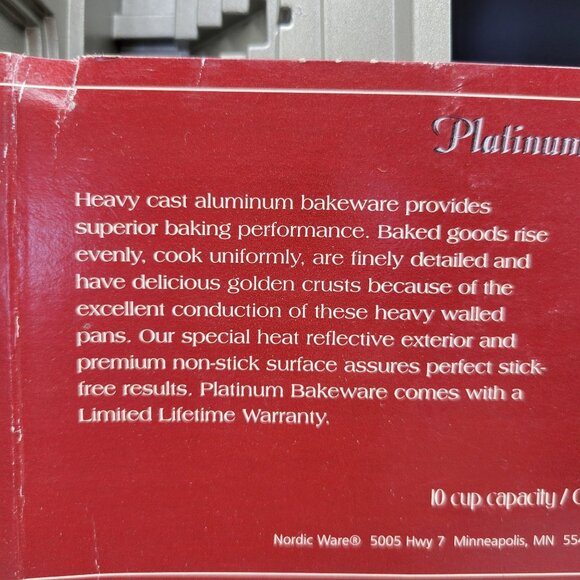 Platinum
Heavy cast aluminum bakeware provides
superior baking performance. Baked goods rise
evenly, cook uniformly, are finely detailed and
have delicious golden crusts because of the
excellent conduction of these heavy walled
pans. Our special heat reflective exterior and
premium non-stick surface assures perfect stick-
free results. Platinum Bakeware comes with a
Limited Lifetime Warranty.
10 cup capacity /
Nordic Ware® 5005 Hwy 7 Minneapolis, MN